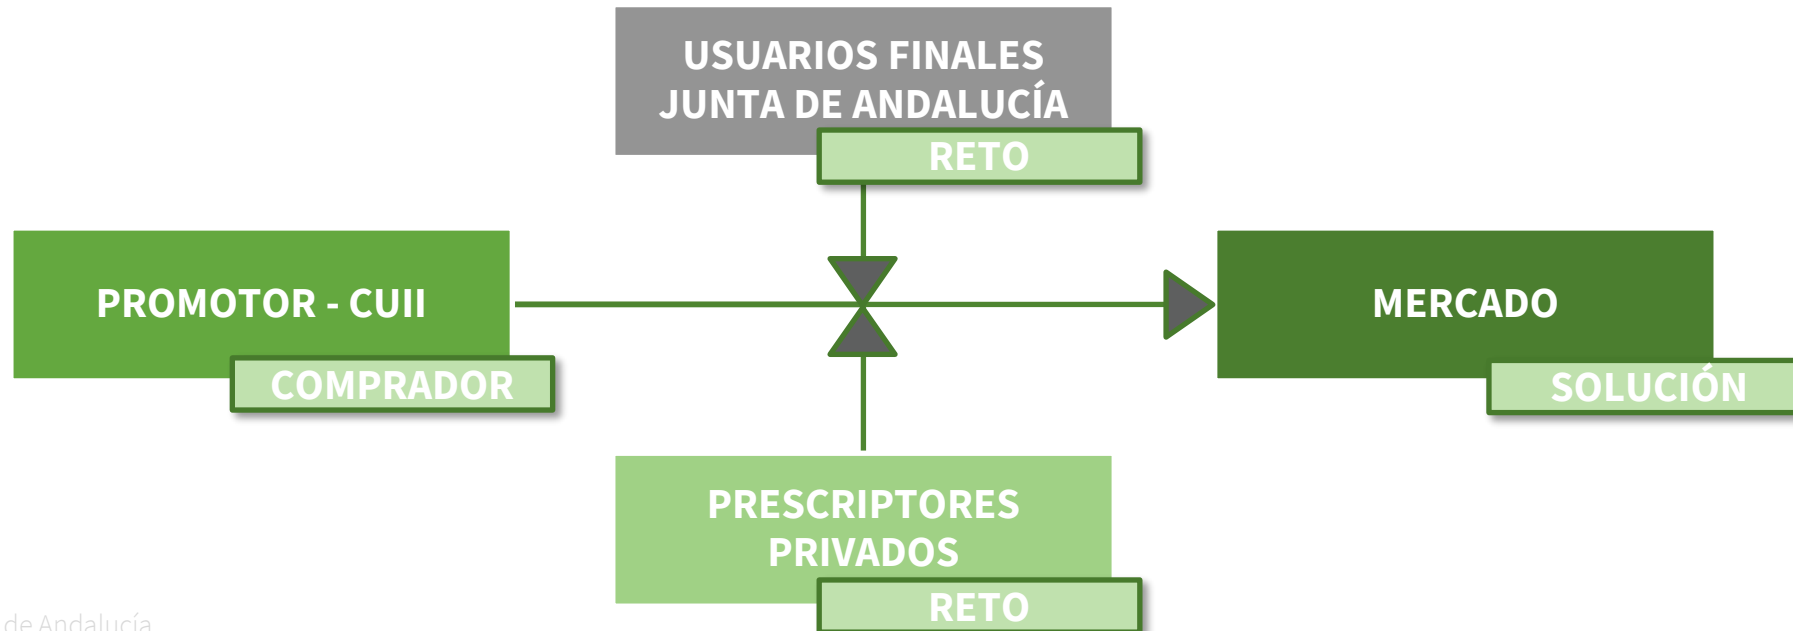 USUARIOS FINALES
JUNTA DE ANDALUCÍA
RETO
PROMOTOR - CUII
COMPRADOR
MERCADO
SOLUCIÓN
PRESCRIPTORES
PRIVADOS
RETO
de Andalucía